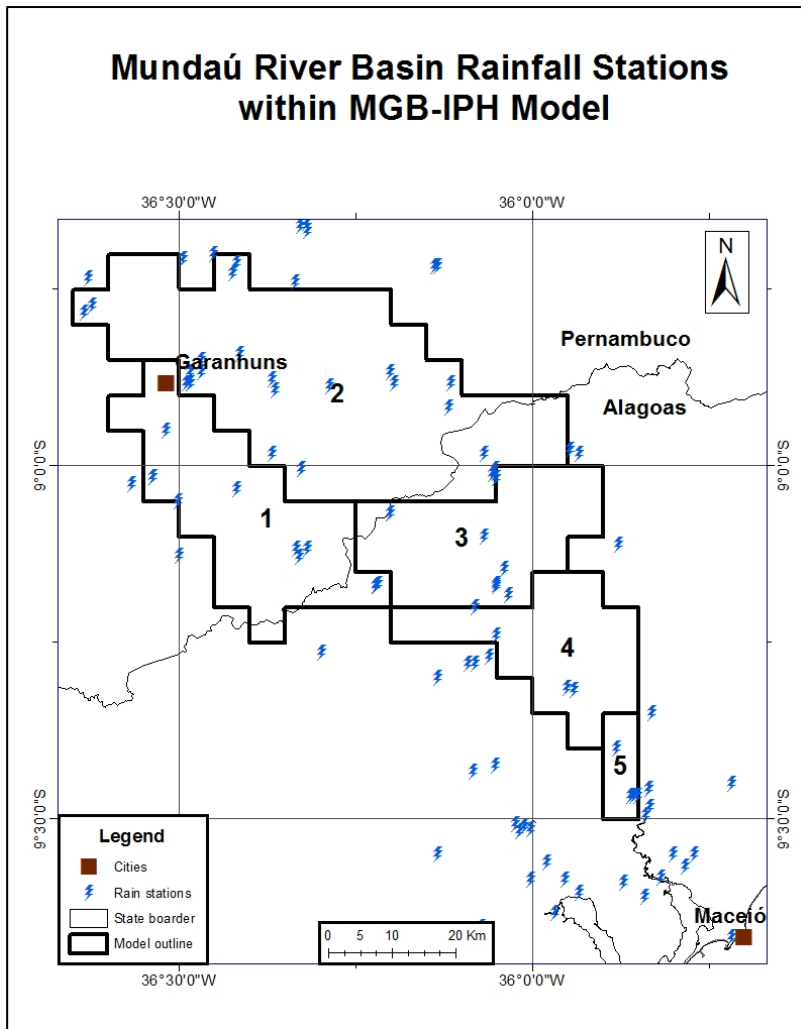 Mundaú River Basin Rainfall Stations
within MGB-IPH Model
36°30'0"W
36°0'0"W
N
Pernambuco
Garanhuns
2
Alagoas
9°0'0"S
9°0'0"S
1
3
4
5
9°30'0"S
9°30'0"S
Legend
Cities
Rain stations
State boarder
Model outline
0 5 10 20 Km
Maceió
36°30'0"W
36°0'0"W